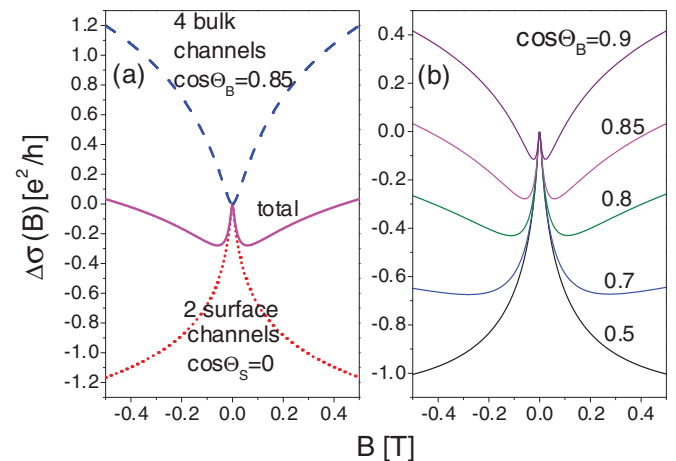 Δσ(B) [e²/h]
1.2
1.0
0.8
0.6
0.4
0.2
0.0
-0.2
-0.4
-0.6
-0.8
-1.0
-1.2
(a)
4 bulk
channels
cosΘ_B=0.85
total
2 surface
channels
cosΘ_S=0
-0.4 -0.2 0.0 0.2 0.4
0.4
0.2
0.0
-0.2
-0.4
-0.6
-0.8
-1.0
(b)
cosΘ_B=0.9
0.85
0.8
0.7
0.5
-0.4 -0.2 0.0 0.2 0.4
B [T]